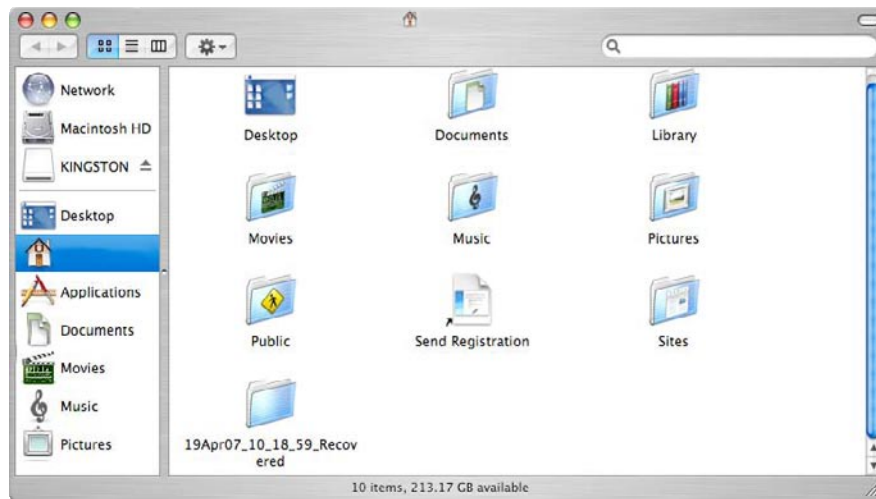 Network
Macintosh HD
KINGSTON
Desktop
Applications
Documents
Movies
Music
Pictures
Desktop
Documents
Library
Movies
Music
Pictures
Public
Send Registration
Sites
19Apr07_10_18_59_Recov
ered
10 items, 213.17 GB available